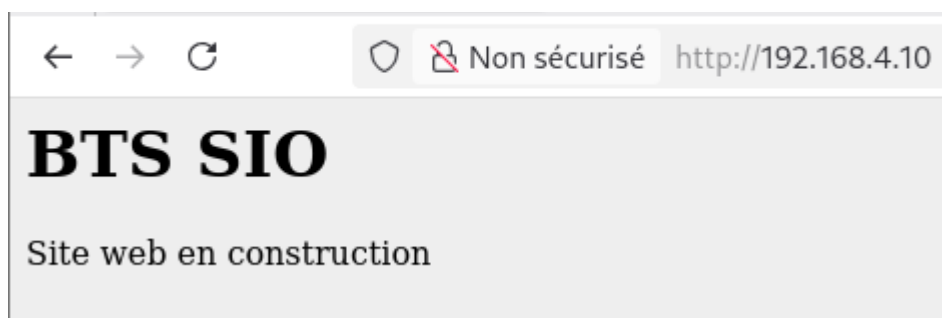 Non sécurisé http://192.168.4.10
BTS SIO
Site web en construction